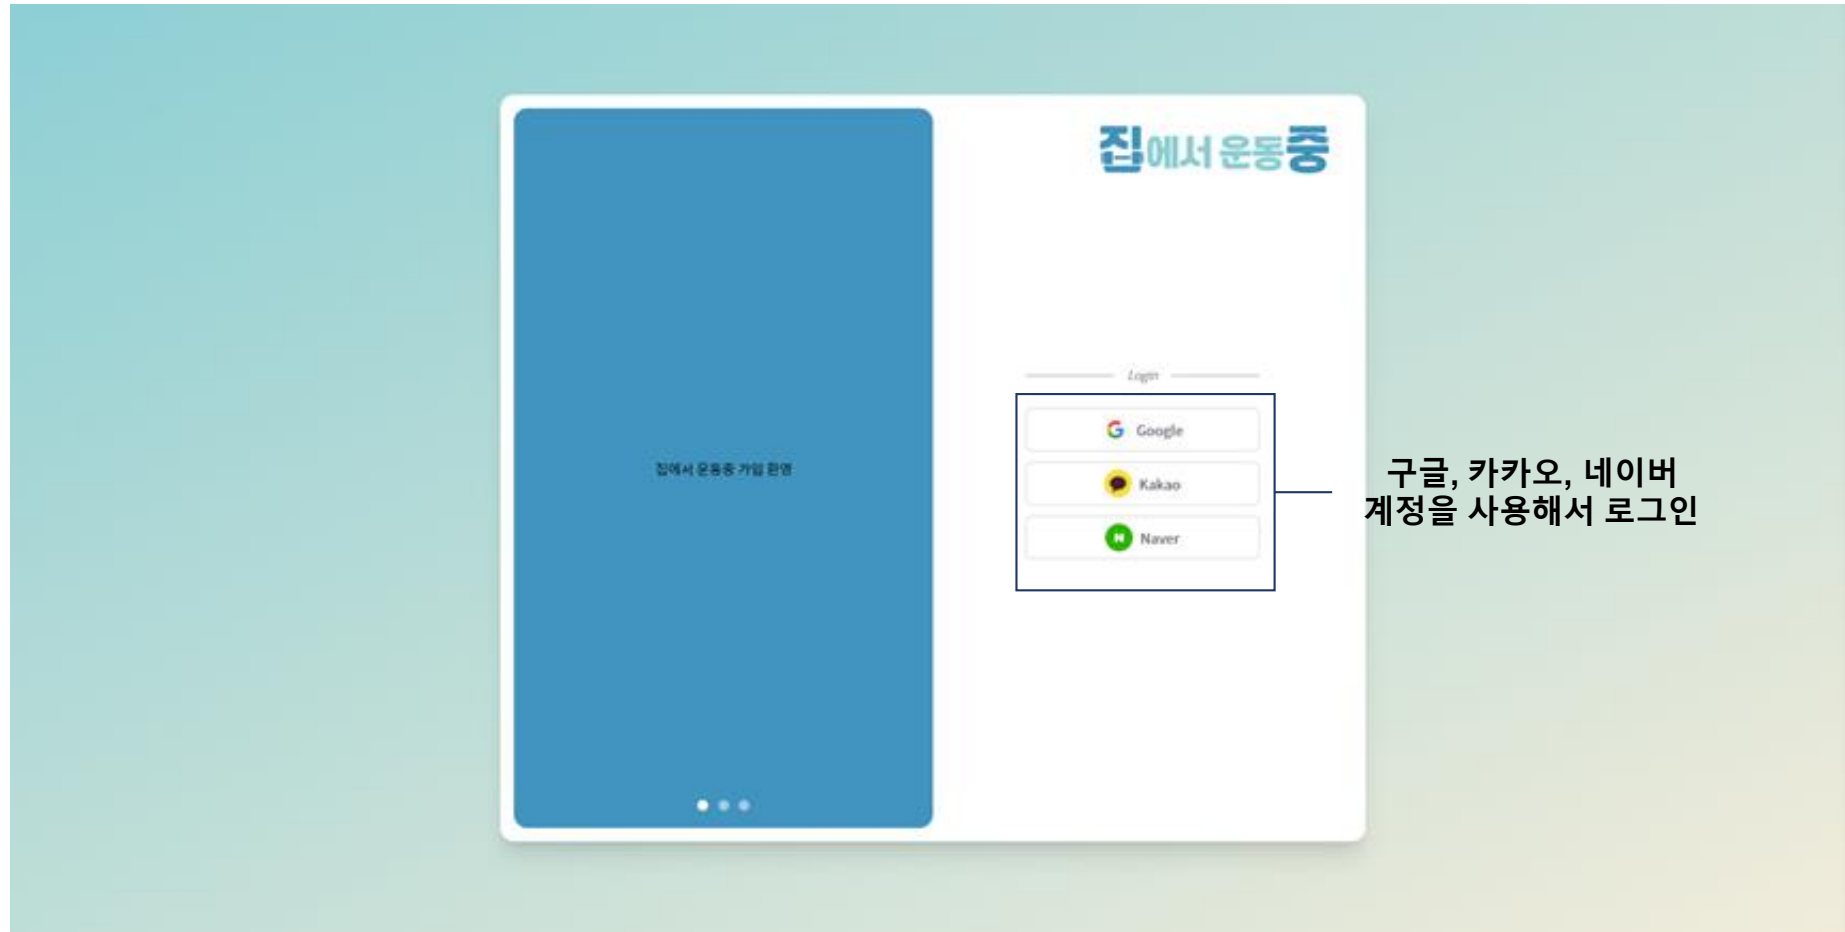 집에서 운동중
Login
Google
집에서 운동중 가입 환영
Kakao
Naver
구글, 카카오, 네이버
계정을 사용해서 로그인